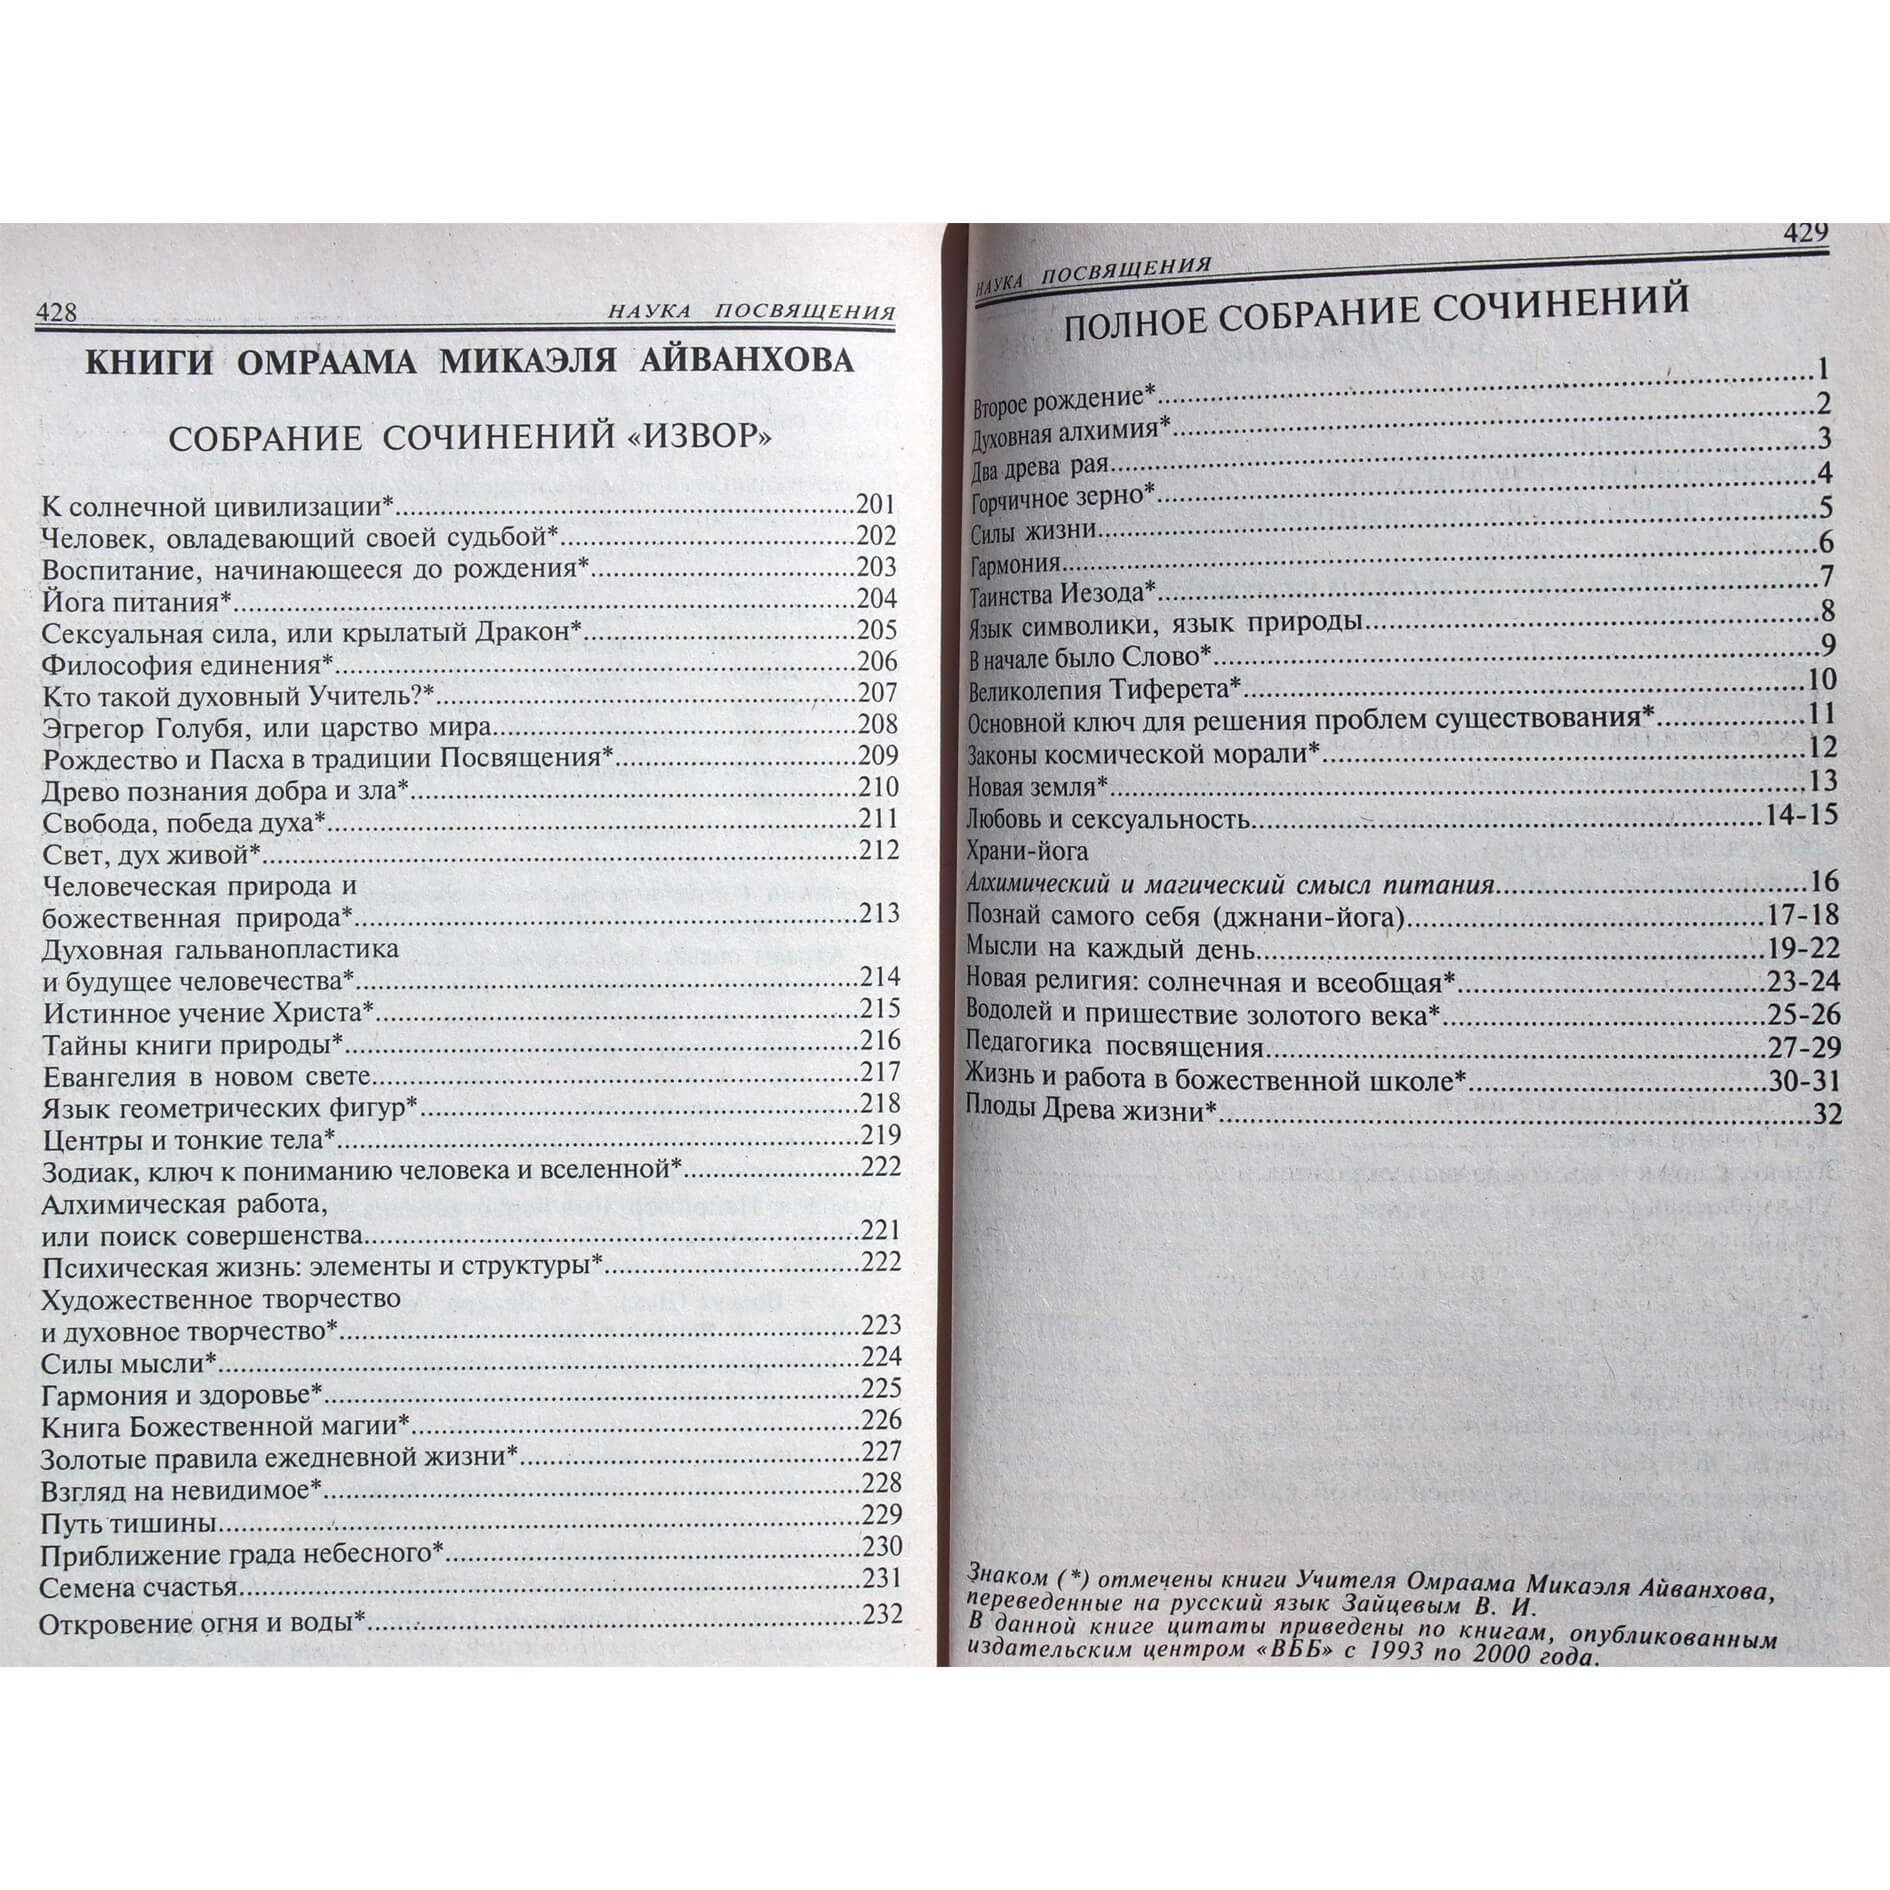 428 НАУКА ПОСВЯЩЕНИЯ
КНИГИ ОМРААМА МИКАЭЛЯ АЙВАНХОВА
СОБРАНИЕ СОЧИНЕНИЙ «ИЗВОР»
К солнечной цивилизации*....................201
Человек, овладевающий своей судьбой*....................202
Воспитание, начинающееся до рождения*....................203
Йога питания*....................204
Сексуальная сила, или крылатый Дракон*....................205
Философия единения*....................206
Кто такой духовный Учитель?*....................207
Эгрегор Голубя, или царство мира....................208
Рождество и Пасха в традиции Посвящения*....................209
Древо познания добра и зла*....................210
Свобода, победа духа*....................211
Свет, дух живой*....................212
Человеческая природа и
божественная природа*....................213
Духовная гальванопластика
и будущее человечества*....................214
Истинное учение Христа*....................215
Тайны книги природы*....................216
Евангелия в новом свете....................217
Язык геометрических фигур*....................218
Центры и тонкие тела*....................219
Зодиак, ключ к пониманию человека и вселенной*....................222
Алхимическая работа,
или поиск совершенства....................221
Психическая жизнь: элементы и структуры*....................222
Художественное творчество
и духовное творчество*....................223
Силы мысли*....................224
Гармония и здоровье*....................225
Книга Божественной магии*....................226
Золотые правила ежедневной жизни*....................227
Взгляд на невидимое*....................228
Путь тишины....................229
Приближение града небесного*....................230
Семена счастья....................231
Откровение огня и воды*....................232
429
НАУКА ПОСВЯЩЕНИЯ
ПОЛНОЕ СОБРАНИЕ СОЧИНЕНИЙ
Второе рождение*....................1
Духовная алхимия*....................2
Два древа рая....................3
Горчичное зерно*....................4
Силы жизни....................5
Гармония....................6
Таинства Иезода*....................7
Язык символики, язык природы....................8
В начале было Слово*....................9
Великолепия Тиферета*....................10
Основной ключ для решения проблем существования*....................11
Законы космической морали*....................12
Новая земля*....................13
Любовь и сексуальность....................14-15
Храни-йога
Алхимический и магический смысл питания....................16
Познай самого себя (джнани-йога)....................17-18
Мысли на каждый день....................19-22
Новая религия: солнечная и всеобщая*....................23-24
Водолей и пришествие золотого века*....................25-26
Педагогика посвящения....................27-29
Жизнь и работа в божественной школе*....................30-31
Плоды Древа жизни*....................32
Знаком (*) отмечены книги Учителя Омраама Микаэля Айванхова,
переведенные на русский язык Зайцевым В. И.
В данной книге цитаты приведены по книгам, опубликованным
издательским центром «ВББ» с 1993 по 2000 года.